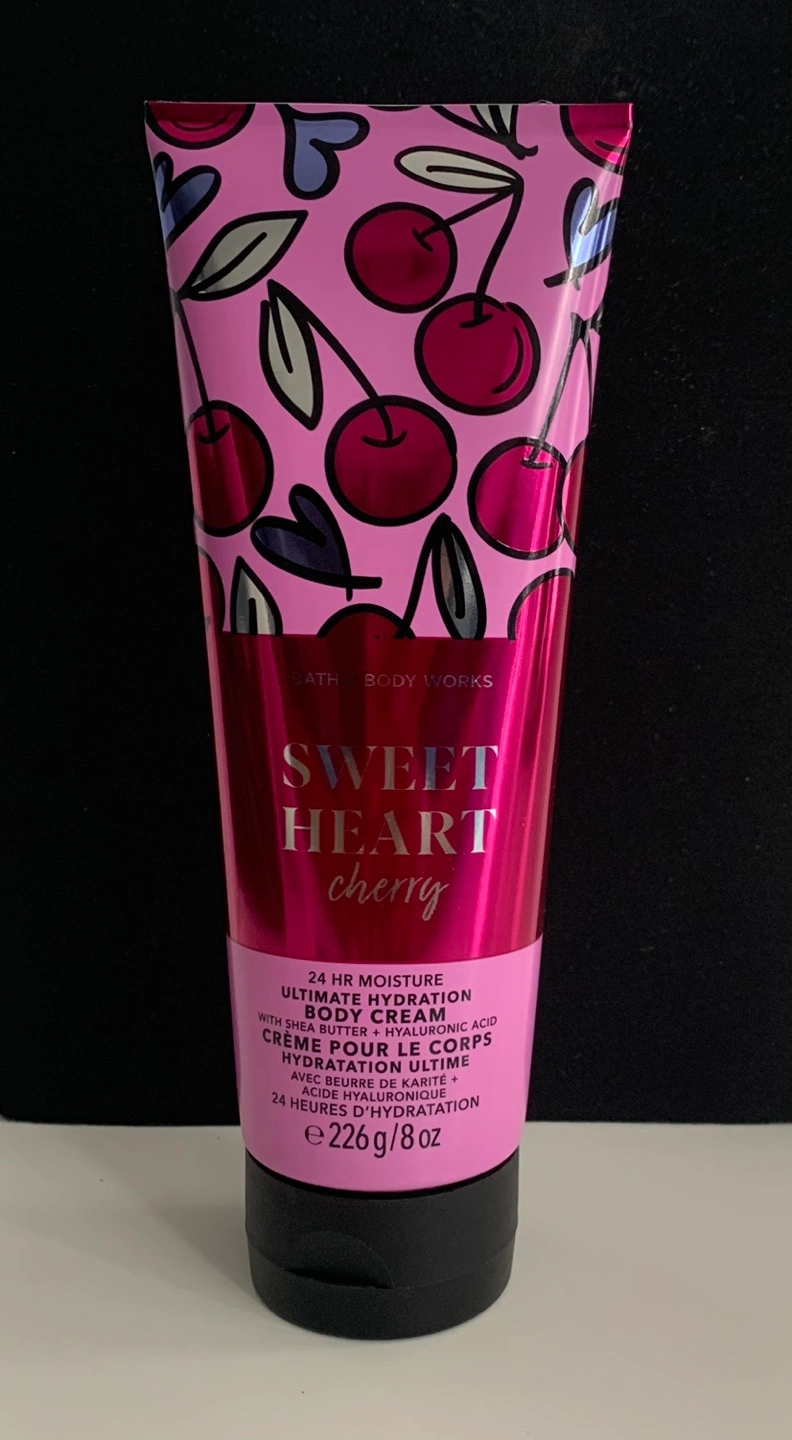 BATH & BODY WORKS
SWEET
HEART
cherry
24 HR MOISTURE
ULTIMATE HYDRATION
BODY CREAM
WITH SHEA BUTTER + HYALURONIC ACID
CRÈME POUR LE CORPS
HYDRATATION ULTIME
AVEC BEURRE DE KARITÉ +
ACIDE HYALURONIQUE
24 HEURES D'HYDRATATION
℮ 226 g/8 oz